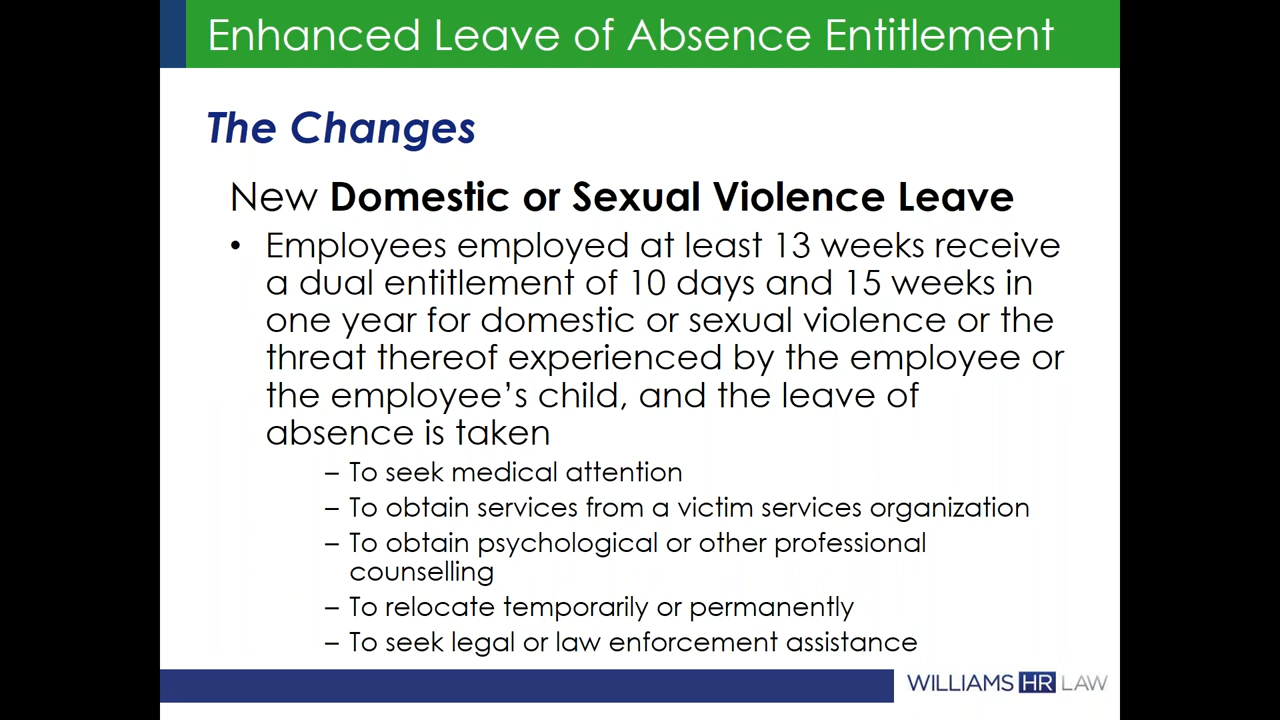 Enhanced Leave of Absence Entitlement
The Changes
New Domestic or Sexual Violence Leave
• Employees employed at least 13 weeks receive
a dual entitlement of 10 days and 15 weeks in
one year for domestic or sexual violence or the
threat thereof experienced by the employee or
the employee’s child, and the leave of
absence is taken
– To seek medical attention
– To obtain services from a victim services organization
– To obtain psychological or other professional
counselling
– To relocate temporarily or permanently
– To seek legal or law enforcement assistance
WILLIAMS HR LAW